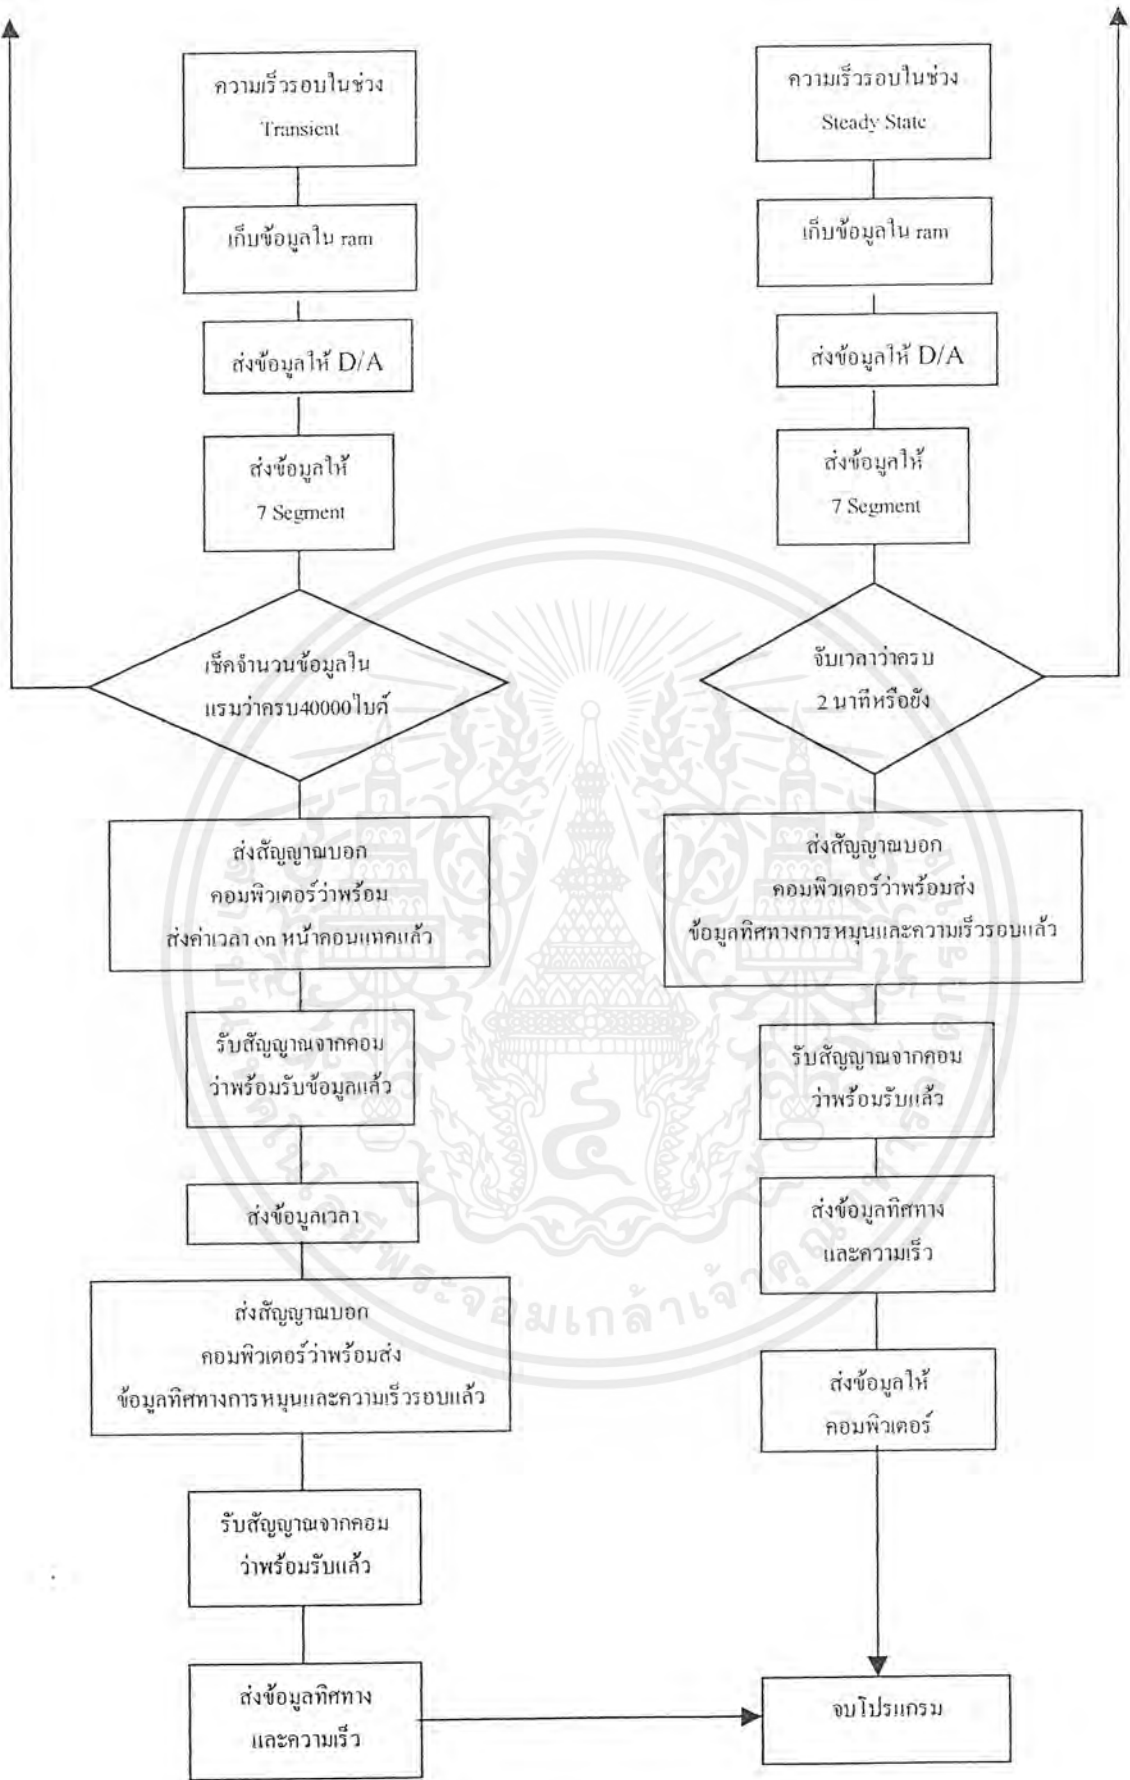 ความเร็วรอบในช่วง
Transient
เก็บข้อมูลใน ram
ส่งข้อมูลให้ D/A
ส่งข้อมูลให้
7 Segment
เช็คจำนวนข้อมูลใน
แรมว่าครบ40000ไบต์
ส่งสัญญาณบอก
คอมพิวเตอร์ว่าพร้อม
ส่งค่าเวลา on หน้าคอนแทคแล้ว
รับสัญญาณจากคอม
ว่าพร้อมรับข้อมูลแล้ว
ส่งข้อมูลเวลา
ส่งสัญญาณบอก
คอมพิวเตอร์ว่าพร้อมส่ง
ข้อมูลทิศทางการหมุนและความเร็วรอบแล้ว
รับสัญญาณจากคอม
ว่าพร้อมรับแล้ว
ส่งข้อมูลทิศทาง
และความเร็ว
ความเร็วรอบในช่วง
Steady State
เก็บข้อมูลใน ram
ส่งข้อมูลให้ D/A
ส่งข้อมูลให้
7 Segment
จับเวลาว่าครบ
2 นาทีหรือยัง
ส่งสัญญาณบอก
คอมพิวเตอร์ว่าพร้อมส่ง
ข้อมูลทิศทางการหมุนและความเร็วรอบแล้ว
รับสัญญาณจากคอม
ว่าพร้อมรับแล้ว
ส่งข้อมูลทิศทาง
และความเร็ว
ส่งข้อมูลให้
คอมพิวเตอร์
จบโปรแกรม